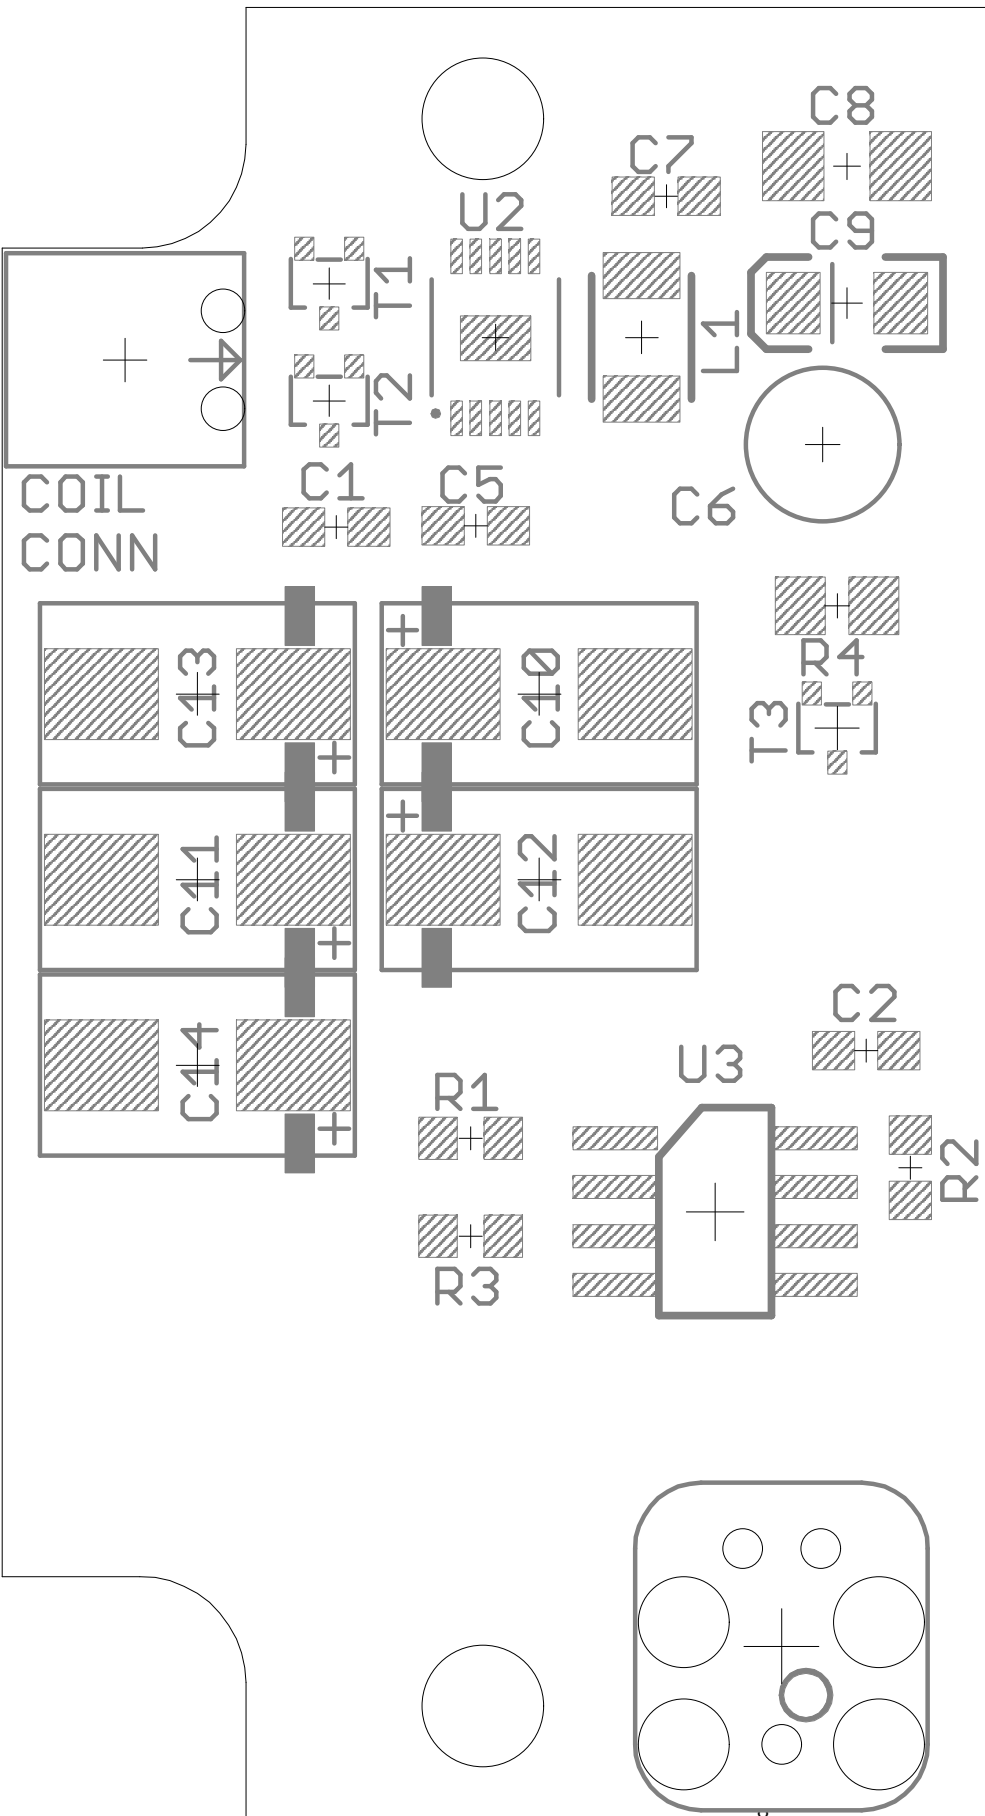 C8
C7
U2
C9
T1
L1
T2
COIL
CONN
C1
C5
C6
C13
+
C10
+
R4
T3
C11
+
C12
+
C2
C14
+
U3
R1
R2
R3